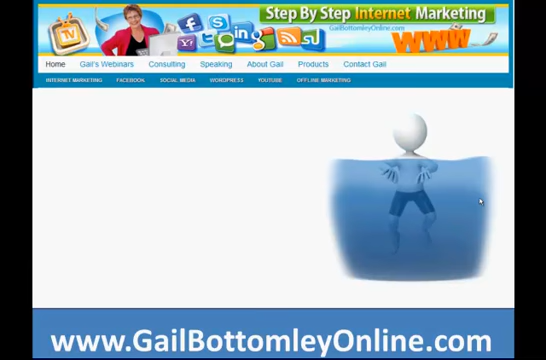 Step By Step Internet Marketing
GailBottomleyOnline.com
TV
www
Home Gail's Webinars Consulting Speaking About Gail Products Contact Gail
INTERNET MARKETING FACEBOOK SOCIAL MEDIA WORDPRESS YOUTUBE OFFLINE MARKETING
www.GailBottomleyOnline.com